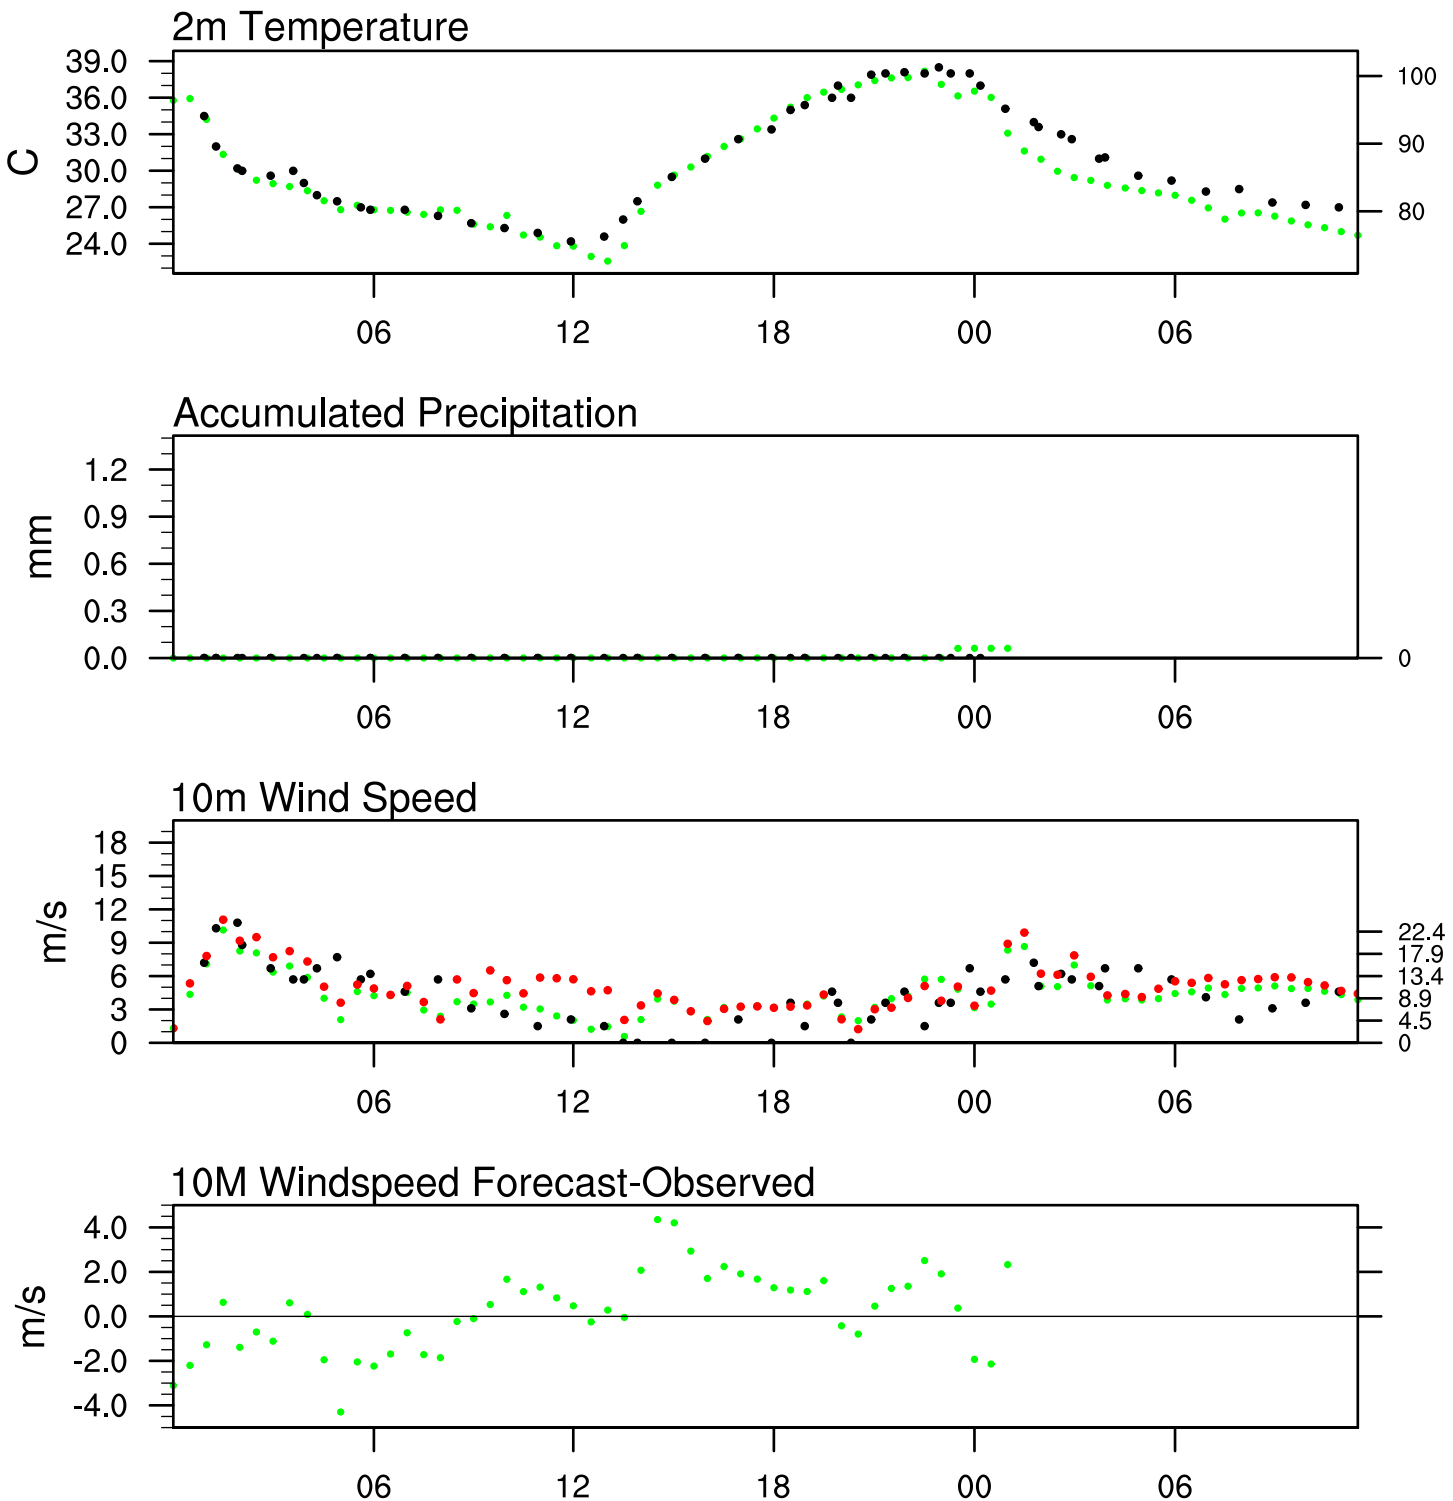 2m Temperature
39.0
36.0
33.0
30.0
27.0
24.0
C
100
90
80
06 12 18 00 06
Accumulated Precipitation
1.2
0.9
0.6
0.3
0.0
mm
0
06 12 18 00 06
10m Wind Speed
18
15
12
9
6
3
0
m/s
22.4
17.9
13.4
8.9
4.5
0
06 12 18 00 06
10M Windspeed Forecast-Observed
4.0
2.0
0.0
-2.0
-4.0
m/s
06 12 18 00 06